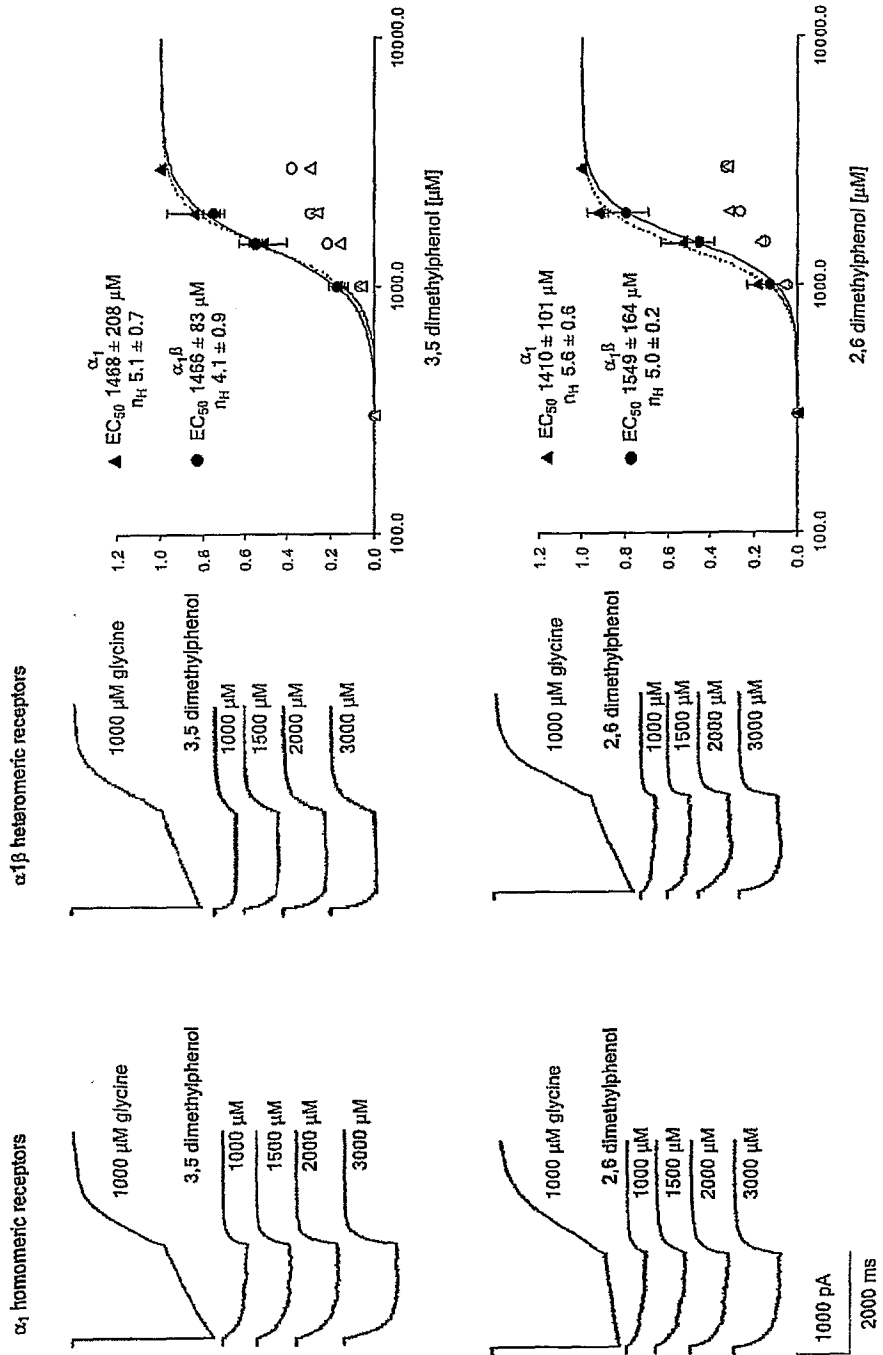 α₁ homomeric receptors
α1β heteromeric receptors
1000 µM glycine
3,5 dimethylphenol
1000 µM
1500 µM
2000 µM
3000 µM
1000 µM glycine
3,5 dimethylphenol
1000 µM
1500 µM
2000 µM
3000 µM
1.2
1.0
0.8
0.6
0.4
0.2
0.0
α₁
▲ EC₅₀ 1468 ± 208 µM
n_H 5.1 ± 0.7
α₁ß
● EC₅₀ 1466 ± 83 µM
n_H 4.1 ± 0.9
100.0
1000.0
10000.0
3,5 dimethylphenol [µM]
1000 µM glycine
2,6 dimethylphenol
1000 µM
1500 µM
2000 µM
3000 µM
1000 pA
2000 ms
1000 µM glycine
2,6 dimethylphenol
1000 µM
1500 µM
2000 µM
3000 µM
1.2
1.0
0.8
0.6
0.4
0.2
0.0
α₁
▲ EC₅₀ 1410 ± 101 µM
n_H 5.6 ± 0.6
α₁ß
● EC₅₀ 1549 ± 164 µM
n_H 5.0 ± 0.2
100.0
1000.0
10000.0
2,6 dimethylphenol [µM]